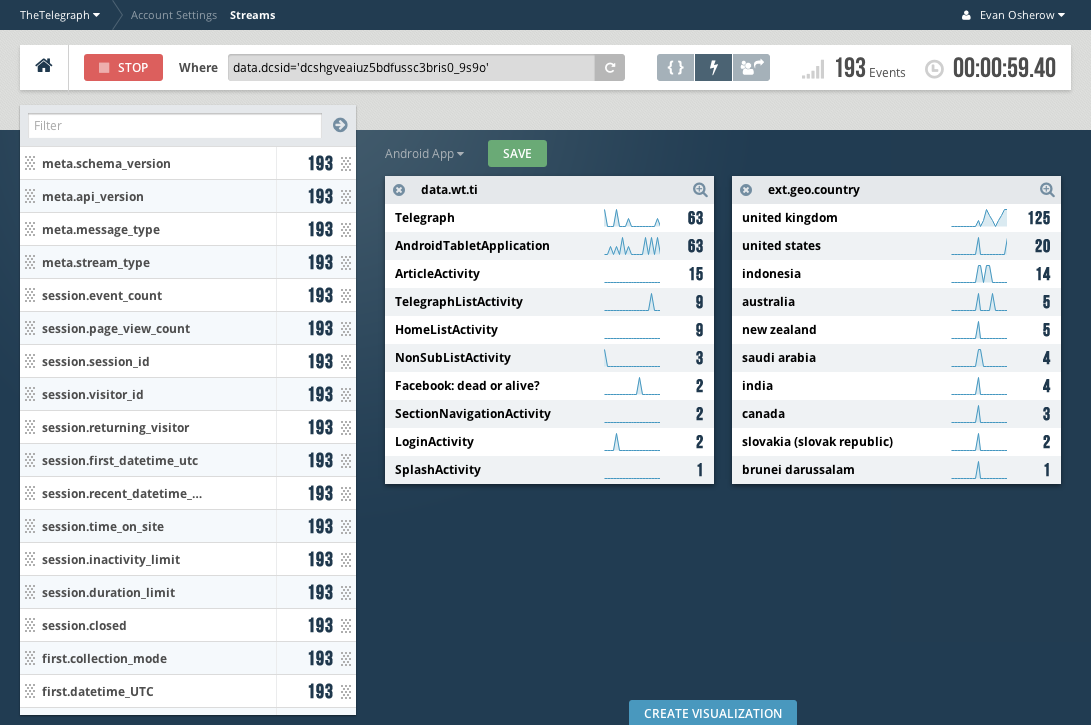 TheTelegraph Account Settings Streams Evan Osherow
STOP Where data.dcsid='dcshgveaiuz5bdfussc3bris0_9s9o' { } 193 Events 00:00:59.40
Filter
meta.schema_version 193
meta.api_version 193
meta.message_type 193
meta.stream_type 193
session.event_count 193
session.page_view_count 193
session.session_id 193
session.visitor_id 193
session.returning_visitor 193
session.first_datetime_utc 193
session.recent_datetime_... 193
session.time_on_site 193
session.inactivity_limit 193
session.duration_limit 193
session.closed 193
first.collection_mode 193
first.datetime_UTC 193
Android App SAVE
data.wt.ti
Telegraph 63
AndroidTabletApplication 63
ArticleActivity 15
TelegraphListActivity 9
HomeListActivity 9
NonSubListActivity 3
Facebook: dead or alive? 2
SectionNavigationActivity 2
LoginActivity 2
SplashActivity 1
ext.geo.country
united kingdom 125
united states 20
indonesia 14
australia 5
new zealand 5
saudi arabia 4
india 4
canada 3
slovakia (slovak republic) 2
brunei darussalam 1
CREATE VISUALIZATION